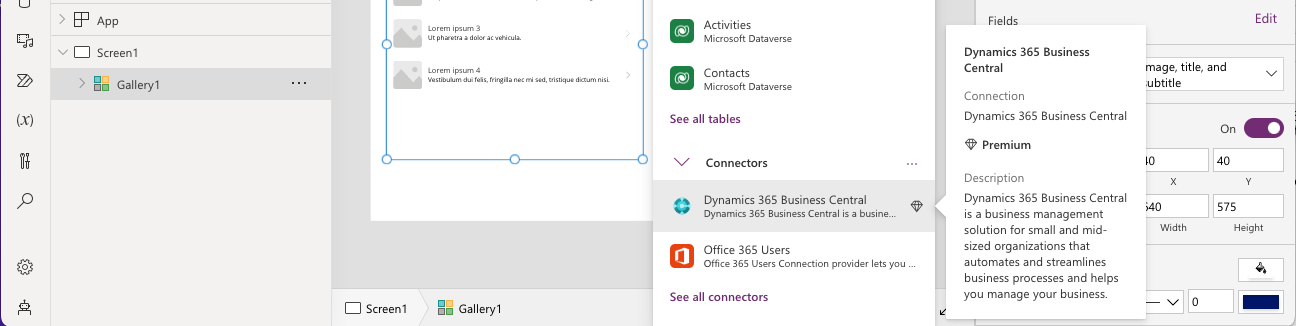 App
Screen1
Gallery1
(x)
Lorem ipsum 3
Ut pharetra a dolor ac vehicula.
Lorem ipsum 4
Vestibulum dui felis, fringilla nec mi sed, tristique dictum nisi.
Screen1
Gallery1
Activities
Microsoft Dataverse
Contacts
Microsoft Dataverse
See all tables
Connectors
Dynamics 365 Business Central
Dynamics 365 Business Central is a busine...
Office 365 Users
Office 365 Users Connection provider lets you ...
See all connectors
Dynamics 365 Business
Central
Connection
Dynamics 365 Business Central
Premium
Description
Dynamics 365 Business Central
is a business management
solution for small and mid-
sized organizations that
automates and streamlines
business processes and helps
you manage your business.
Fields
Edit
mage, title, and
subtitle
On
40 40
X Y
640 575
Width Height
0